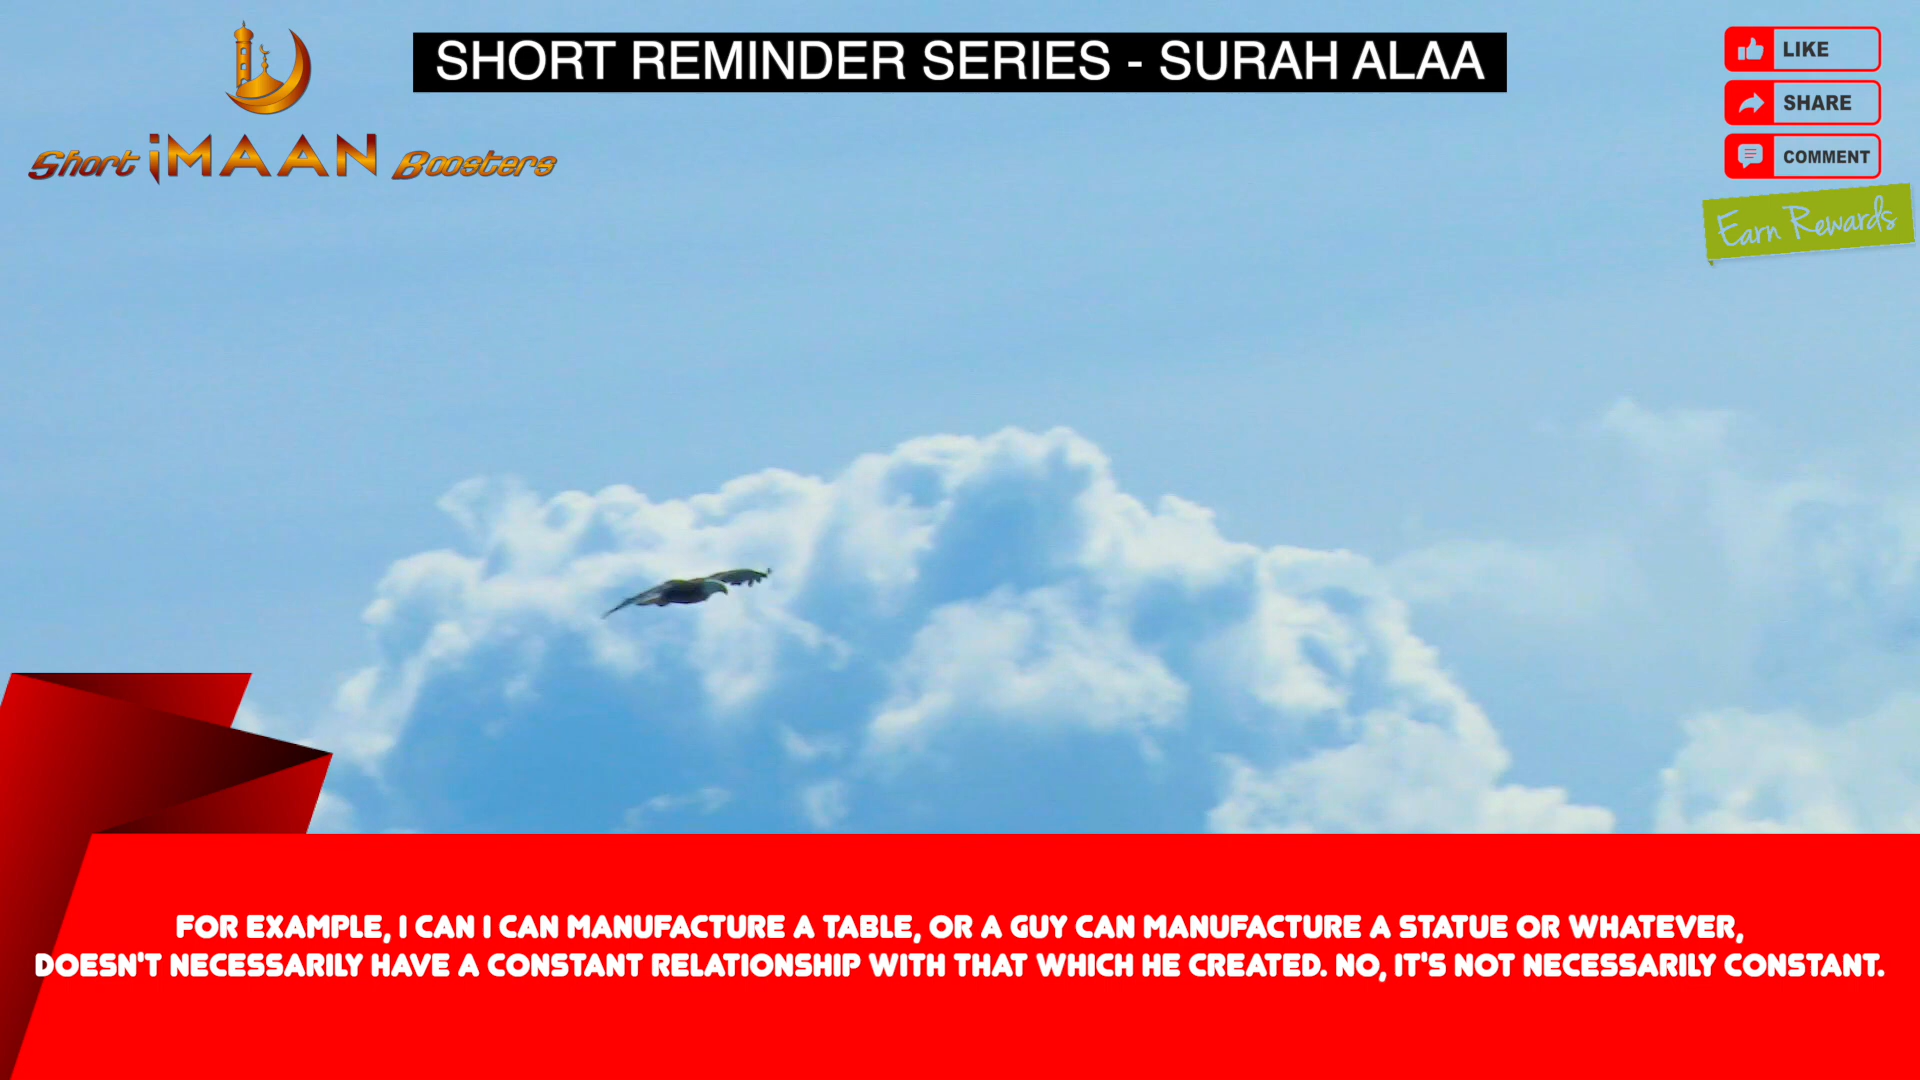 SHORT REMINDER SERIES - SURAH ALAA
Short iMAAN Boosters
LIKE
SHARE
COMMENT
Earn Rewards
FOR EXAMPLE, I CAN I CAN MANUFACTURE A TABLE, OR A GUY CAN MANUFACTURE A STATUE OR WHATEVER,
DOESN'T NECESSARILY HAVE A CONSTANT RELATIONSHIP WITH THAT WHICH HE CREATED. NO, IT'S NOT NECESSARILY CONSTANT.